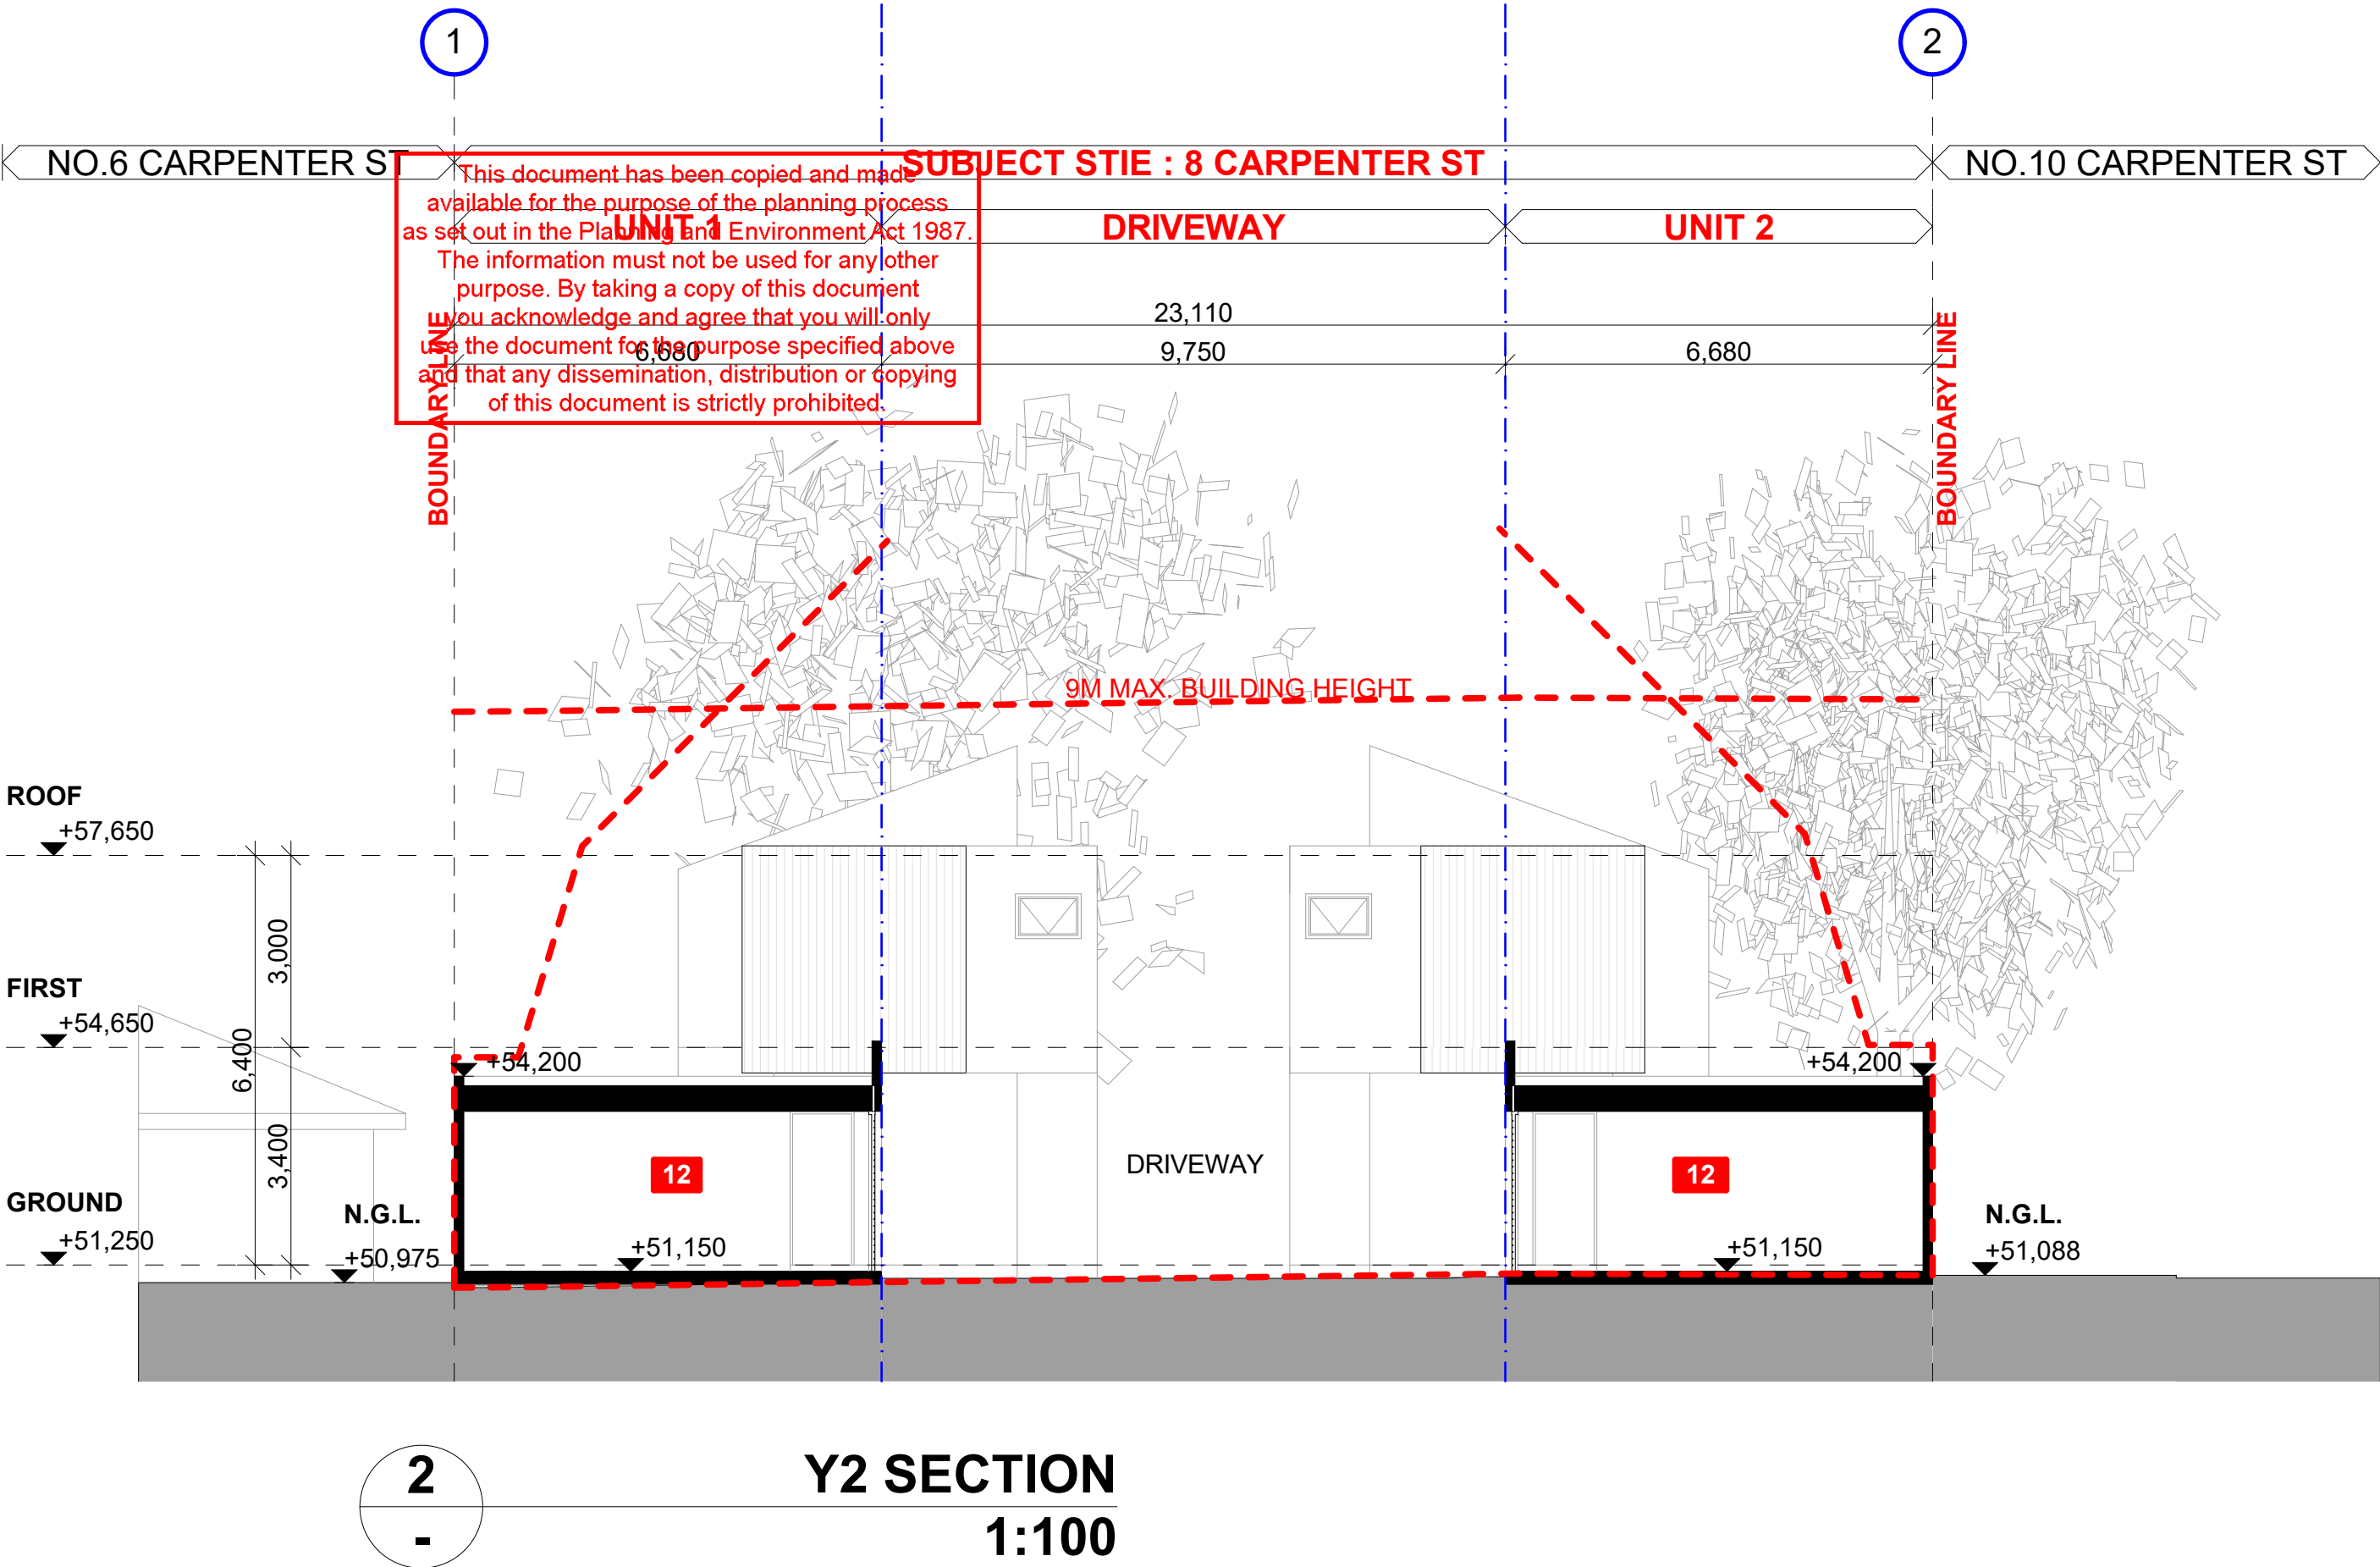 1
2
NO.6 CARPENTER ST
SUBJECT STIE : 8 CARPENTER ST
NO.10 CARPENTER ST
This document has been copied and made
available for the purpose of the planning process
as set out in the Planning and Environment Act 1987.
The information must not be used for any other
purpose. By taking a copy of this document
you acknowledge and agree that you will only
use the document for the purpose specified above
and that any dissemination, distribution or copying
of this document is strictly prohibited.
UNIT 1
DRIVEWAY
UNIT 2
23,110
6,680
9,750
6,680
BOUNDARY LINE
BOUNDARY LINE
9M MAX. BUILDING HEIGHT
ROOF
+57,650
3,000
FIRST
+54,650
6,400
+54,200
+54,200
3,400
12
DRIVEWAY
12
GROUND
+51,250
N.G.L.
+50,975
+51,150
+51,150
N.G.L.
+51,088
2
-
Y2 SECTION
1:100